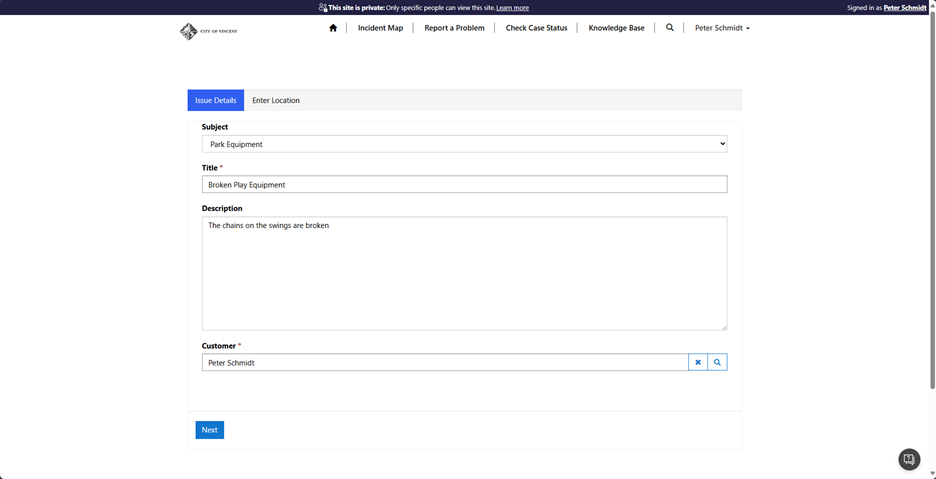 This site is private: Only specific people can view this site. Learn more
Signed in as Peter Schmidt
CITY OF VINCENT
Incident Map
Report a Problem
Check Case Status
Knowledge Base
Peter Schmidt
Issue Details
Enter Location
Subject
Park Equipment
Title *
Broken Play Equipment
Description
The chains on the swings are broken
Customer *
Peter Schmidt
Next